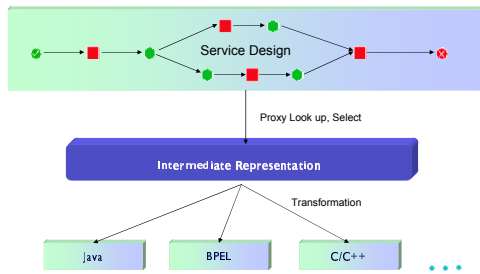 Service Design
Proxy Look up, Select
Intermediate Representation
Transformation
Java
BPEL
C/C++